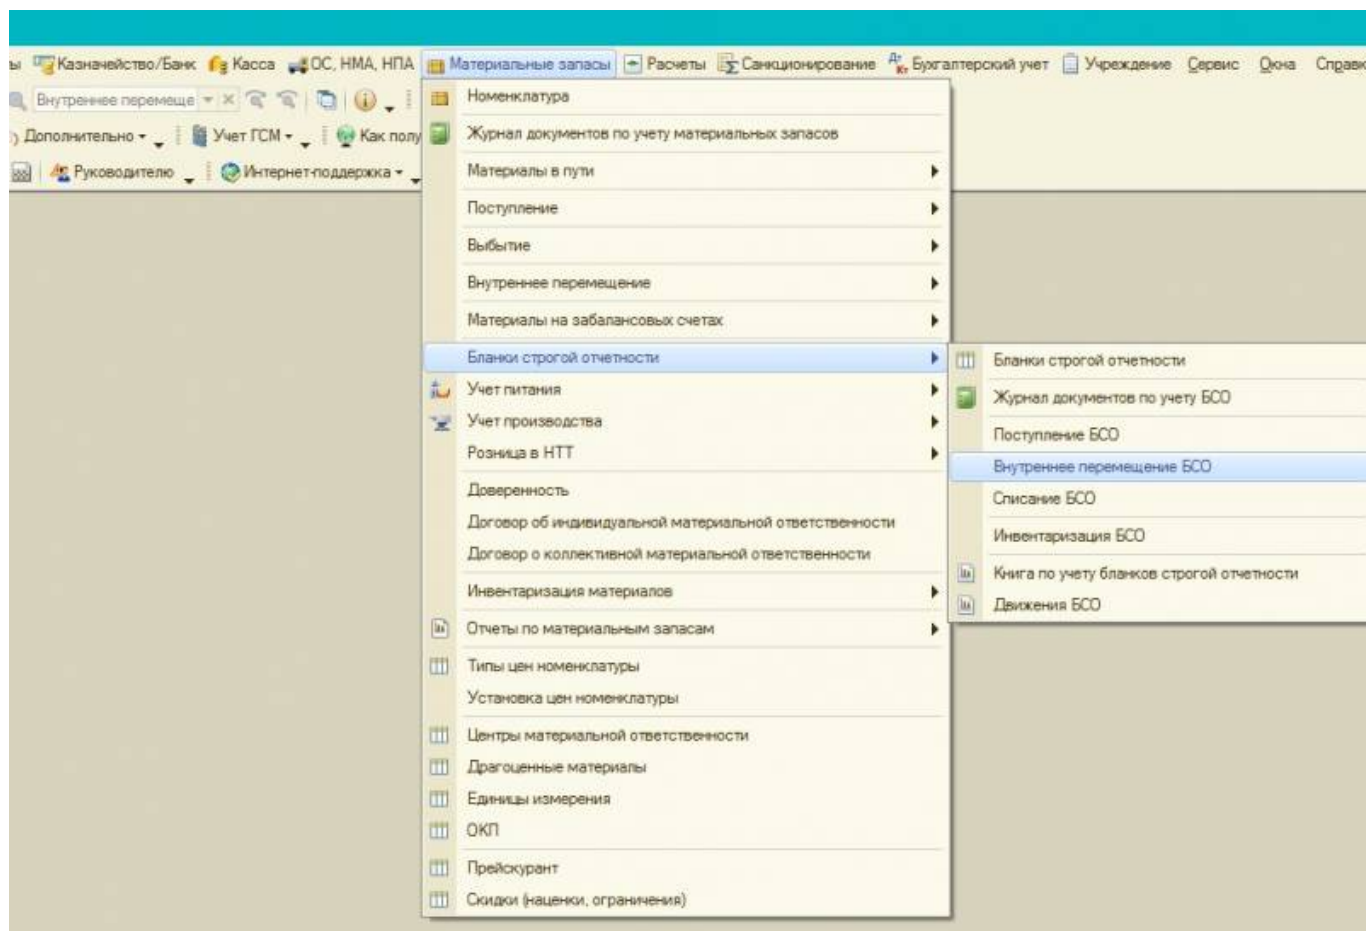 ы Казначейство/Банк Касса ОС, НМА, НПА Материальные запасы Расчеты Санкционирование Бухгалтерский учет Учреждение Сервис Окна Справк
Внутреннее перемеще
Дополнительно Учет ГСМ Как полу
Руководителю Интернет-поддержка
Номенклатура
Журнал документов по учету материальных запасов
Материалы в пути
Поступление
Выбытие
Внутреннее перемещение
Материалы на забалансовых счетах
Бланки строгой отчетности
Учет питания
Учет производства
Розница в НТТ
Доверенность
Договор об индивидуальной материальной ответственности
Договор о коллективной материальной ответственности
Инвентаризация материалов
Отчеты по материальным запасам
Типы цен номенклатуры
Установка цен номенклатуры
Центры материальной ответственности
Драгоценные материалы
Единицы измерения
ОКП
Прейскурант
Скидки (наценки, ограничения)
Бланки строгой отчетности
Журнал документов по учету БСО
Поступление БСО
Внутреннее перемещение БСО
Списание БСО
Инвентаризация БСО
Книга по учету бланков строгой отчетности
Движения БСО